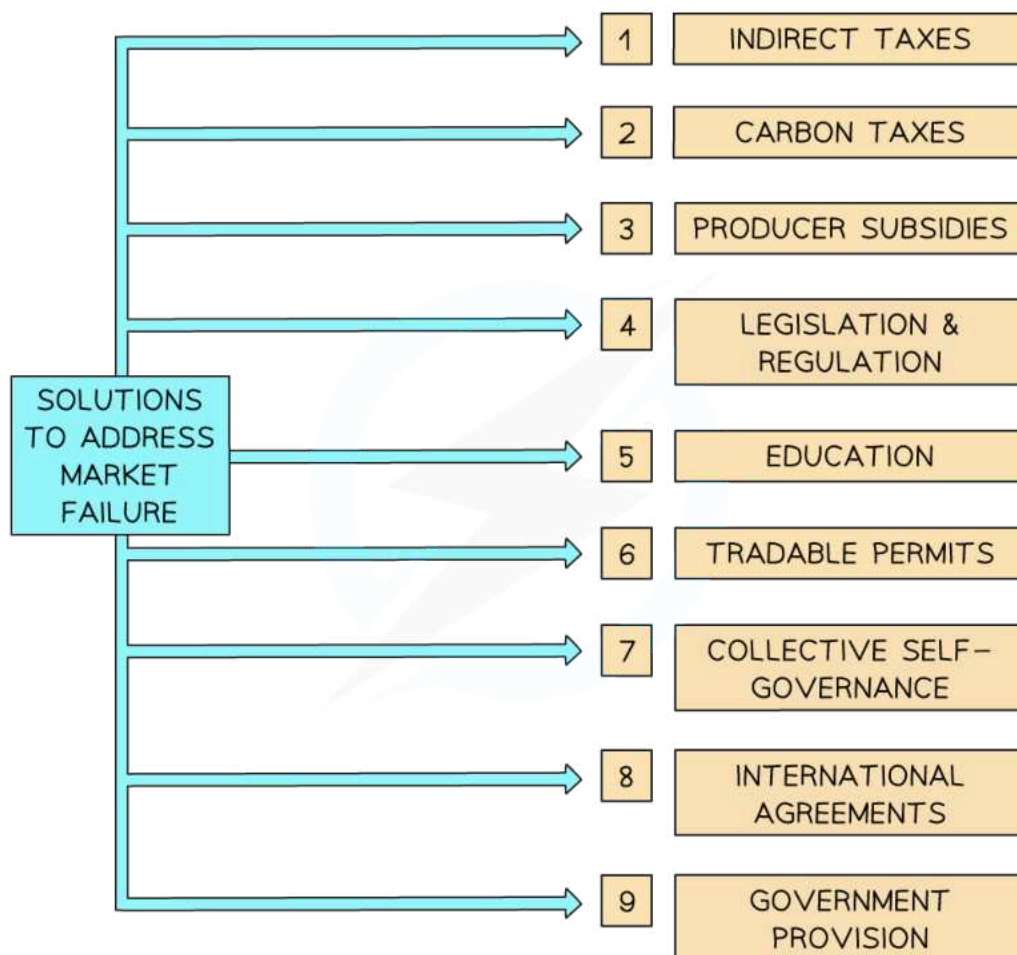 1 INDIRECT TAXES
2 CARBON TAXES
3 PRODUCER SUBSIDIES
4 LEGISLATION &
REGULATION
SOLUTIONS
TO ADDRESS
MARKET
FAILURE
5 EDUCATION
6 TRADABLE PERMITS
7 COLLECTIVE SELF-
GOVERNANCE
8 INTERNATIONAL
AGREEMENTS
9 GOVERNMENT
PROVISION